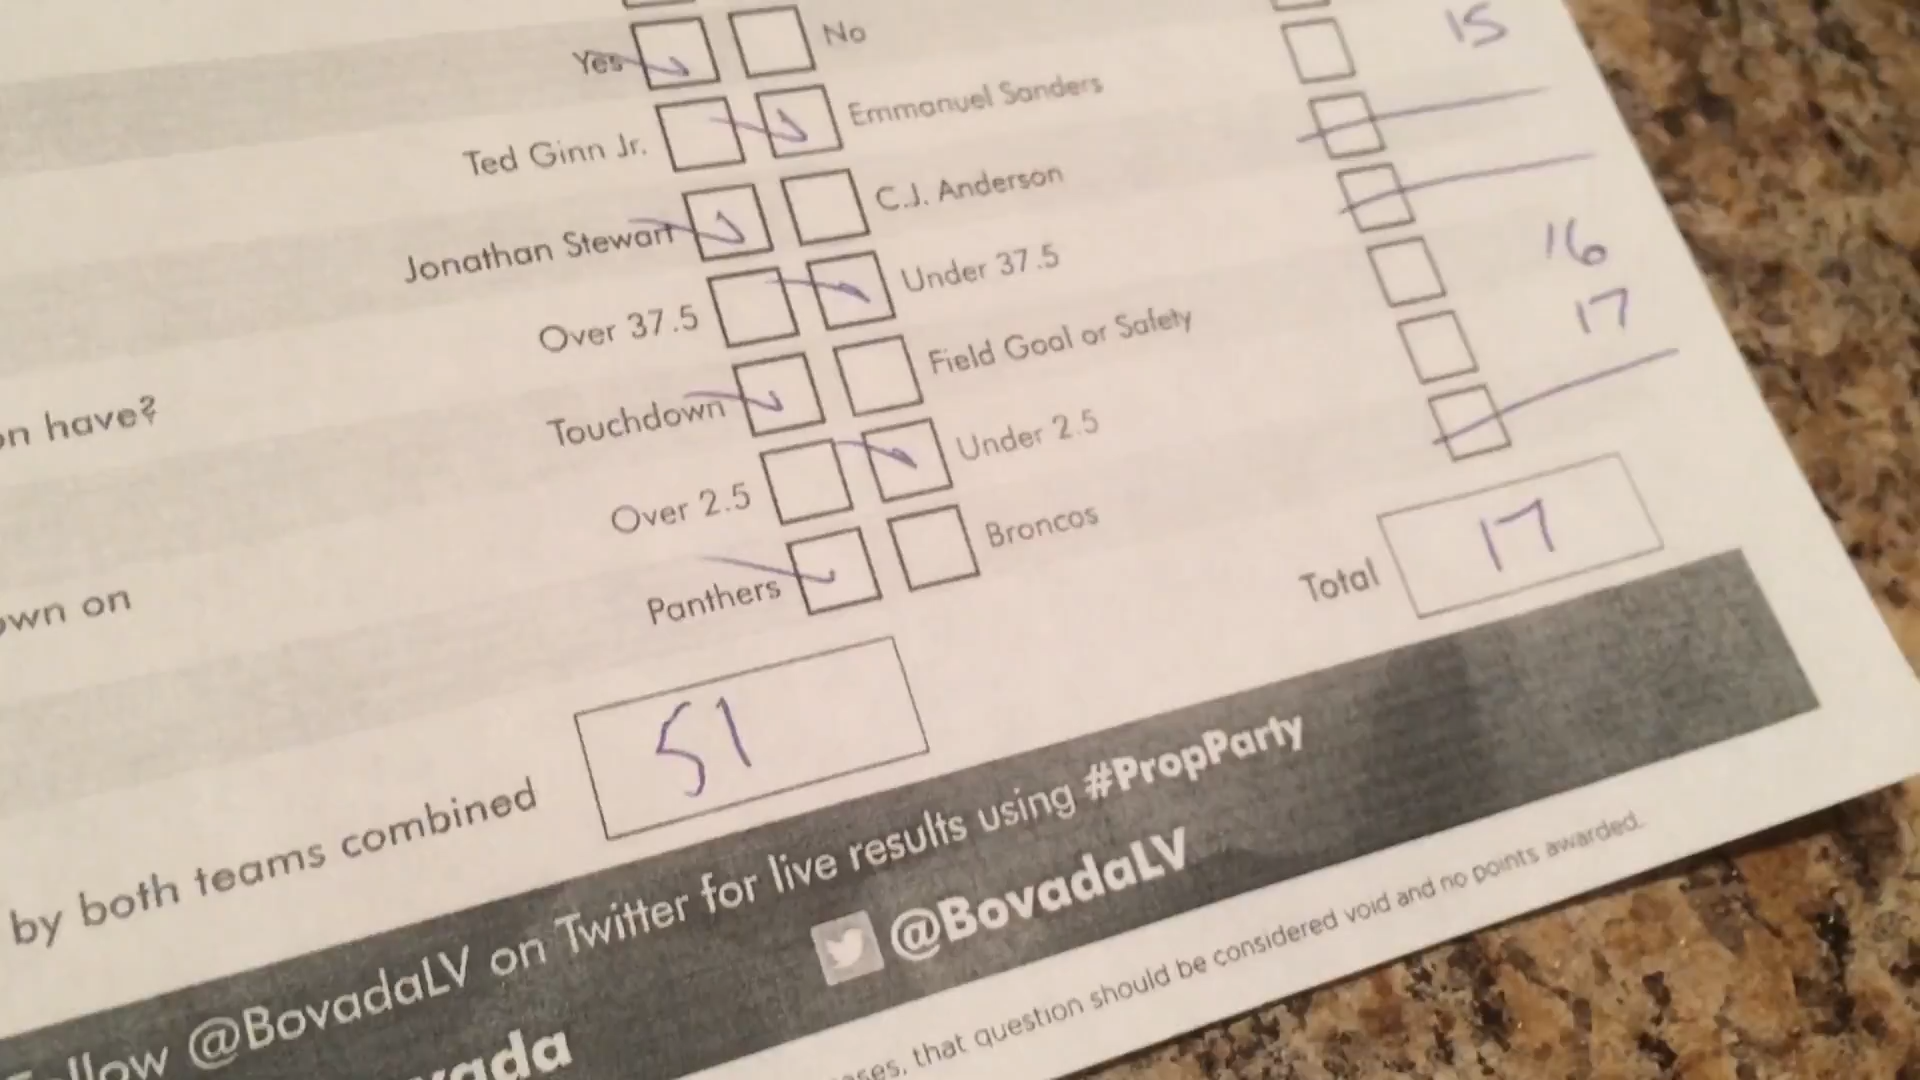 Yes No 15
Ted Ginn Jr. Emmanuel Sanders
Jonathan Stewart C.J. Anderson
Over 37.5 Under 37.5 16
on have? Touchdown Field Goal or Safety 17
Over 2.5 Under 2.5
own on Panthers Broncos
Total 17
by both teams combined 51
Follow @BovadaLV on Twitter for live results using #PropParty
@BovadaLV
that question should be considered void and no points awarded.